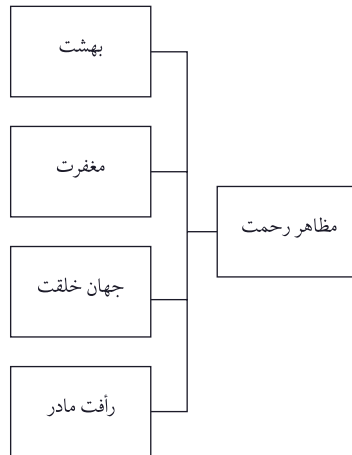 مظاهر رحمت
بهشت
مغفرت
جهان خلقت
رأفت مادر